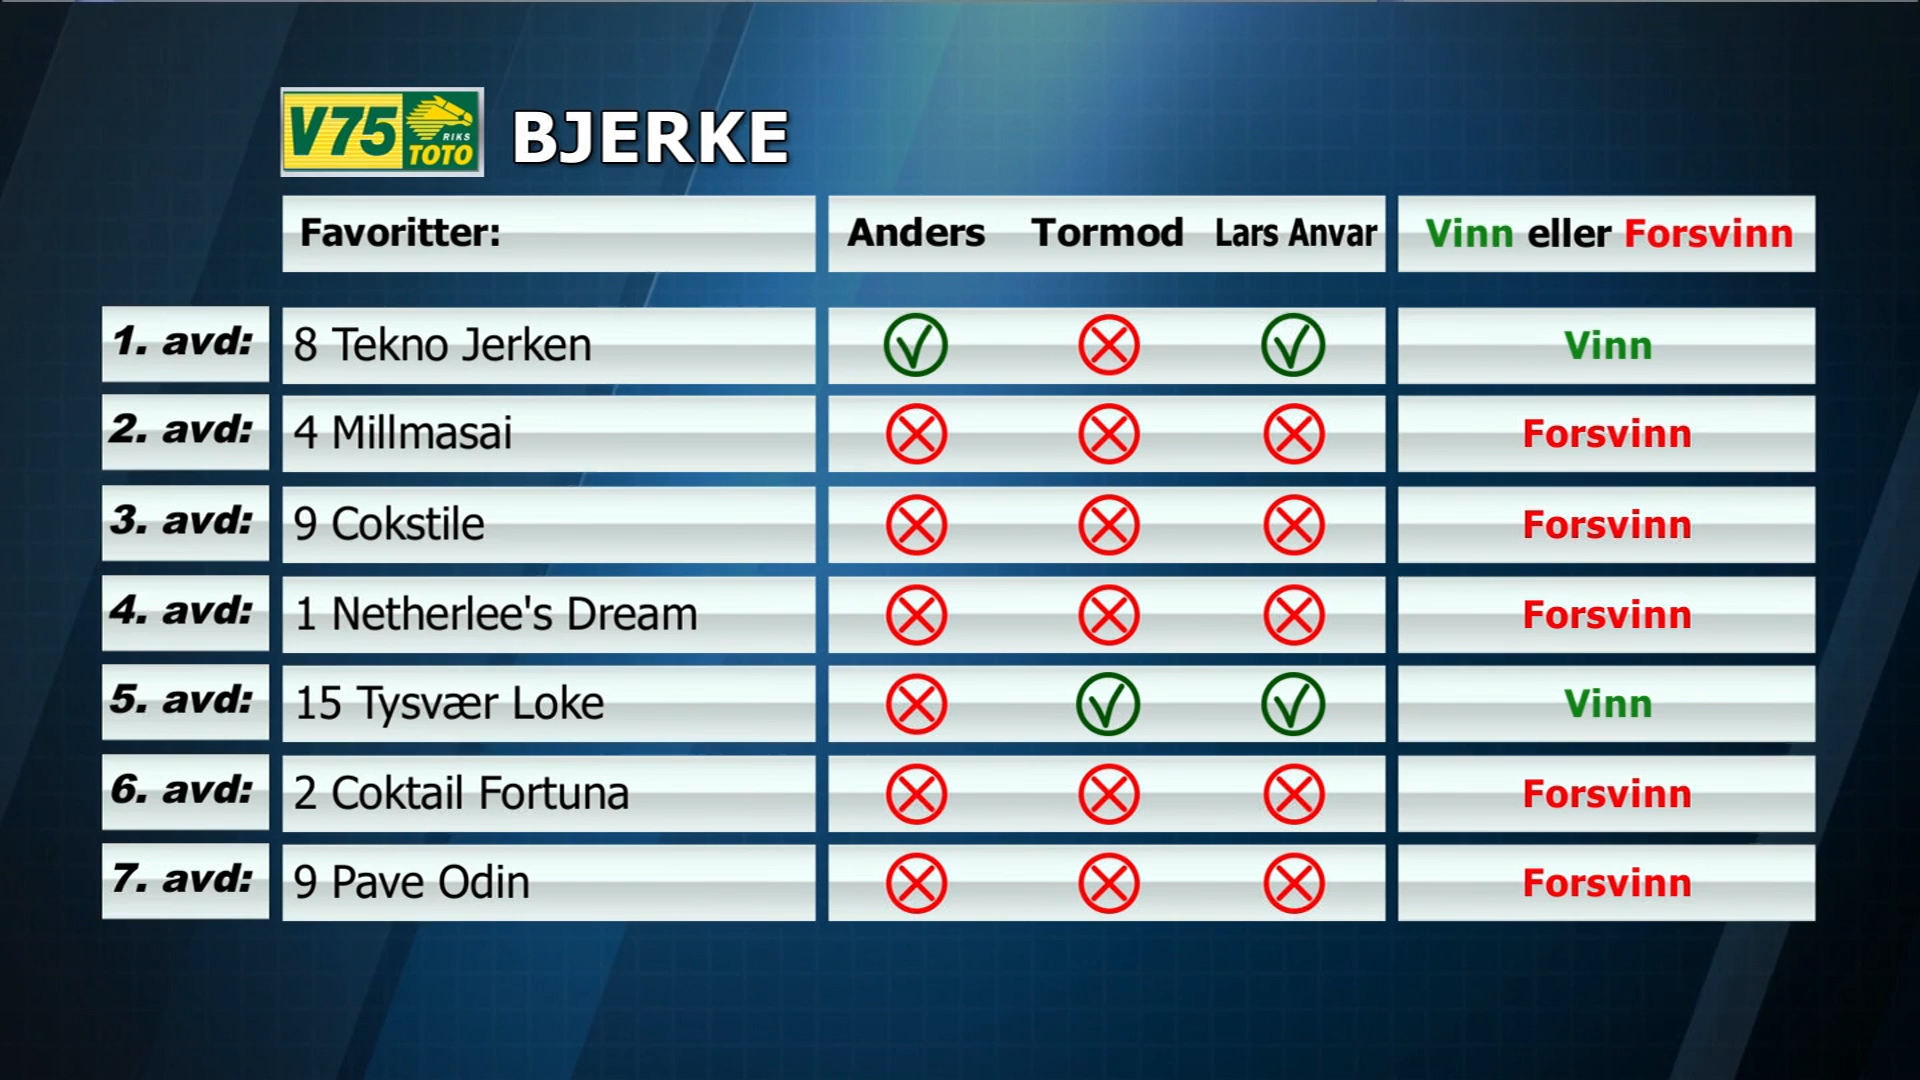 V75 RIKS TOTO BJERKE
Favoritter: Anders Tormod Lars Anvar Vinn eller Forsvinn
1. avd: 8 Tekno Jerken Vinn
2. avd: 4 Millmasai Forsvinn
3. avd: 9 Cokstile Forsvinn
4. avd: 1 Netherlee's Dream Forsvinn
5. avd: 15 Tysvær Loke Vinn
6. avd: 2 Coktail Fortuna Forsvinn
7. avd: 9 Pave Odin Forsvinn